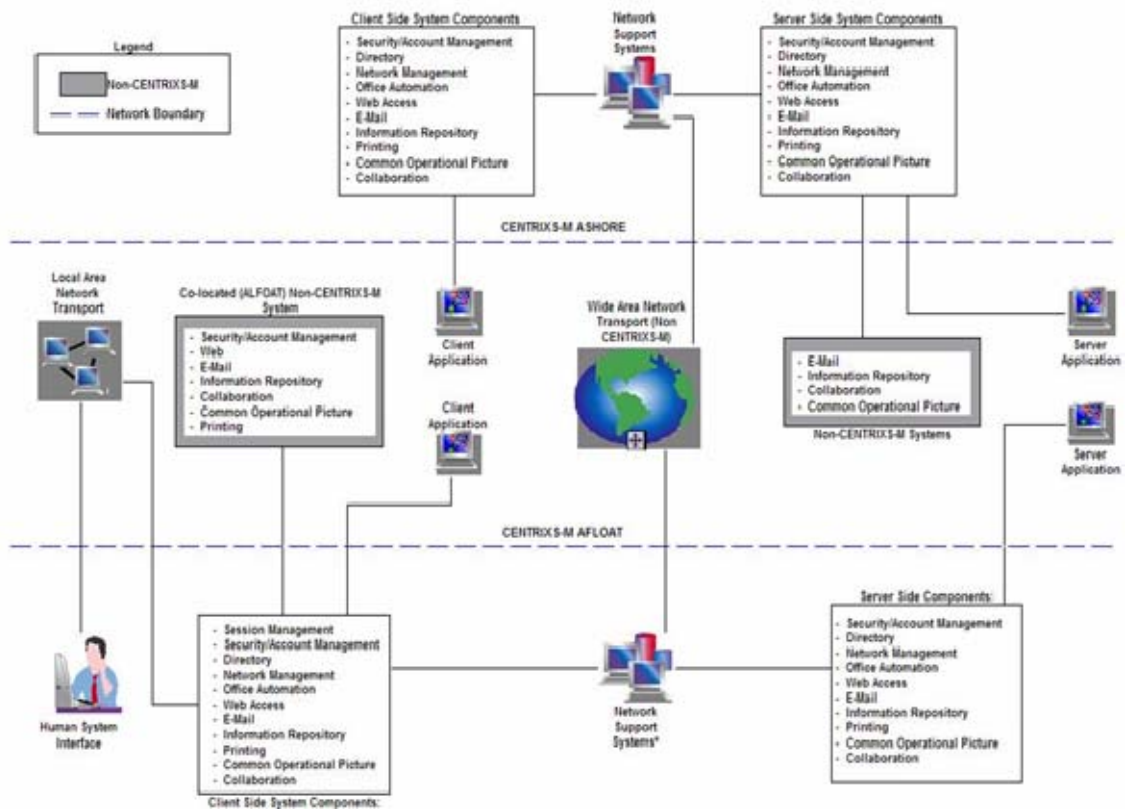 Legend
Non-CENTRIXS-M
Network Boundary
Client Side System Components
- Security/Account Management
- Directory
- Network Management
- Office Automation
- Web Access
- E-Mail
- Information Repository
- Printing
- Common Operational Picture
- Collaboration
Network
Support
Systems
Server Side System Components
- Security/Account Management
- Directory
- Network Management
- Office Automation
- Web Access
- E-Mail
- Information Repository
- Printing
- Common Operational Picture
- Collaboration
CENTRIXS-M ASHORE
Local Area
Network
Transport
Co-located (ALFOAT) Non-CENTRIXS-M
System
- Security/Account Management
- Web
- E-Mail
- Information Repository
- Collaboration
- Common Operational Picture
- Printing
Client
Application
Client
Application
Wide Area Network
Transport (Non
CENTRIXS-M)
- E-Mail
- Information Repository
- Collaboration
- Common Operational Picture
Non-CENTRIXS-M Systems
Server
Application
Server
Application
CENTRIXS-M AFLOAT
Human System
Interface
- Session Management
- Security/Account Management
- Directory
- Network Management
- Office Automation
- Web Access
- E-Mail
- Information Repository
- Printing
- Common Operational Picture
- Collaboration
Client Side System Components:
Network
Support
Systems*
Server Side Components:
- Security/Account Management
- Directory
- Network Management
- Office Automation
- Web Access
- E-Mail
- Information Repository
- Printing
- Common Operational Picture
- Collaboration